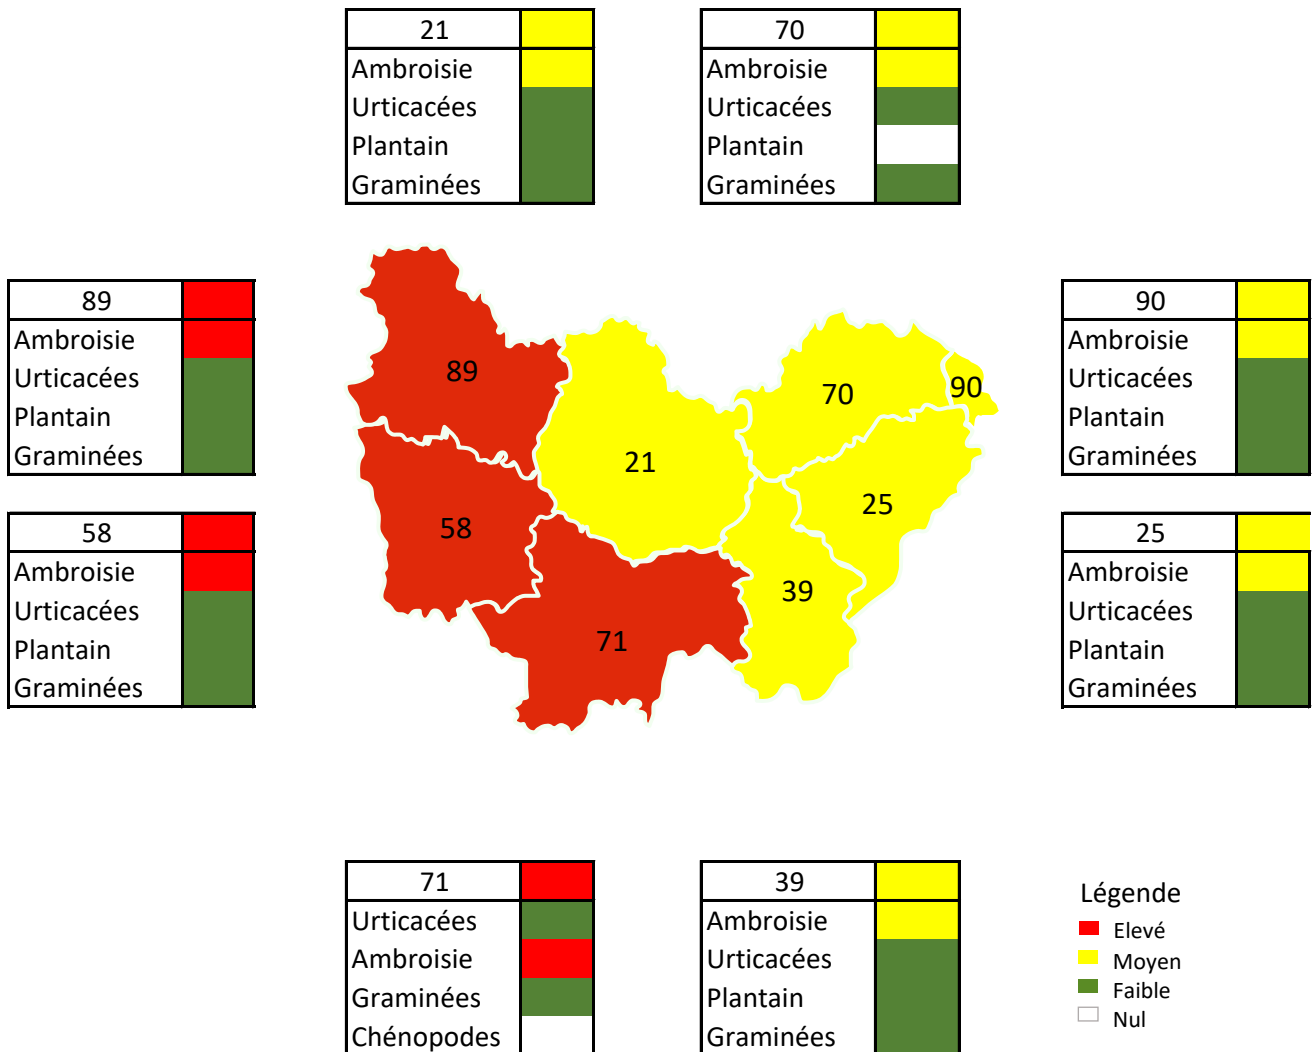 21
Ambroisie
Urticacées
Plantain
Graminées
70
Ambroisie
Urticacées
Plantain
Graminées
89
Ambroisie
Urticacées
Plantain
Graminées
58
Ambroisie
Urticacées
Plantain
Graminées
89
70
90
21
25
58
39
71
90
Ambroisie
Urticacées
Plantain
Graminées
25
Ambroisie
Urticacées
Plantain
Graminées
71
Urticacées
Ambroisie
Graminées
Chénopodes
39
Ambroisie
Urticacées
Plantain
Graminées
Légende
Elevé
Moyen
Faible
Nul